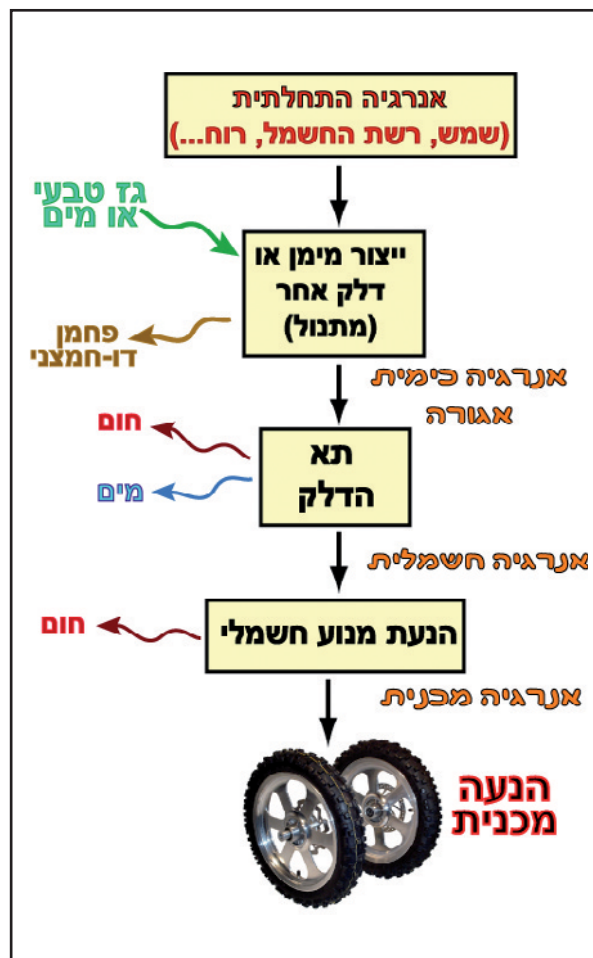 אנרגיה התחלתית
(שמש, רשת החשמל, רוח...)
גז טבעי
או מים
ייצור מימן או
דלק אחר
(מתנול)
פחמן
דו-חמצני
אנרגיה כימית
אגורה
חום
תא
הדלק
מים
אנרגיה חשמלית
הנעת מנוע חשמלי
חום
אנרגיה מכנית
הנעה
מכנית